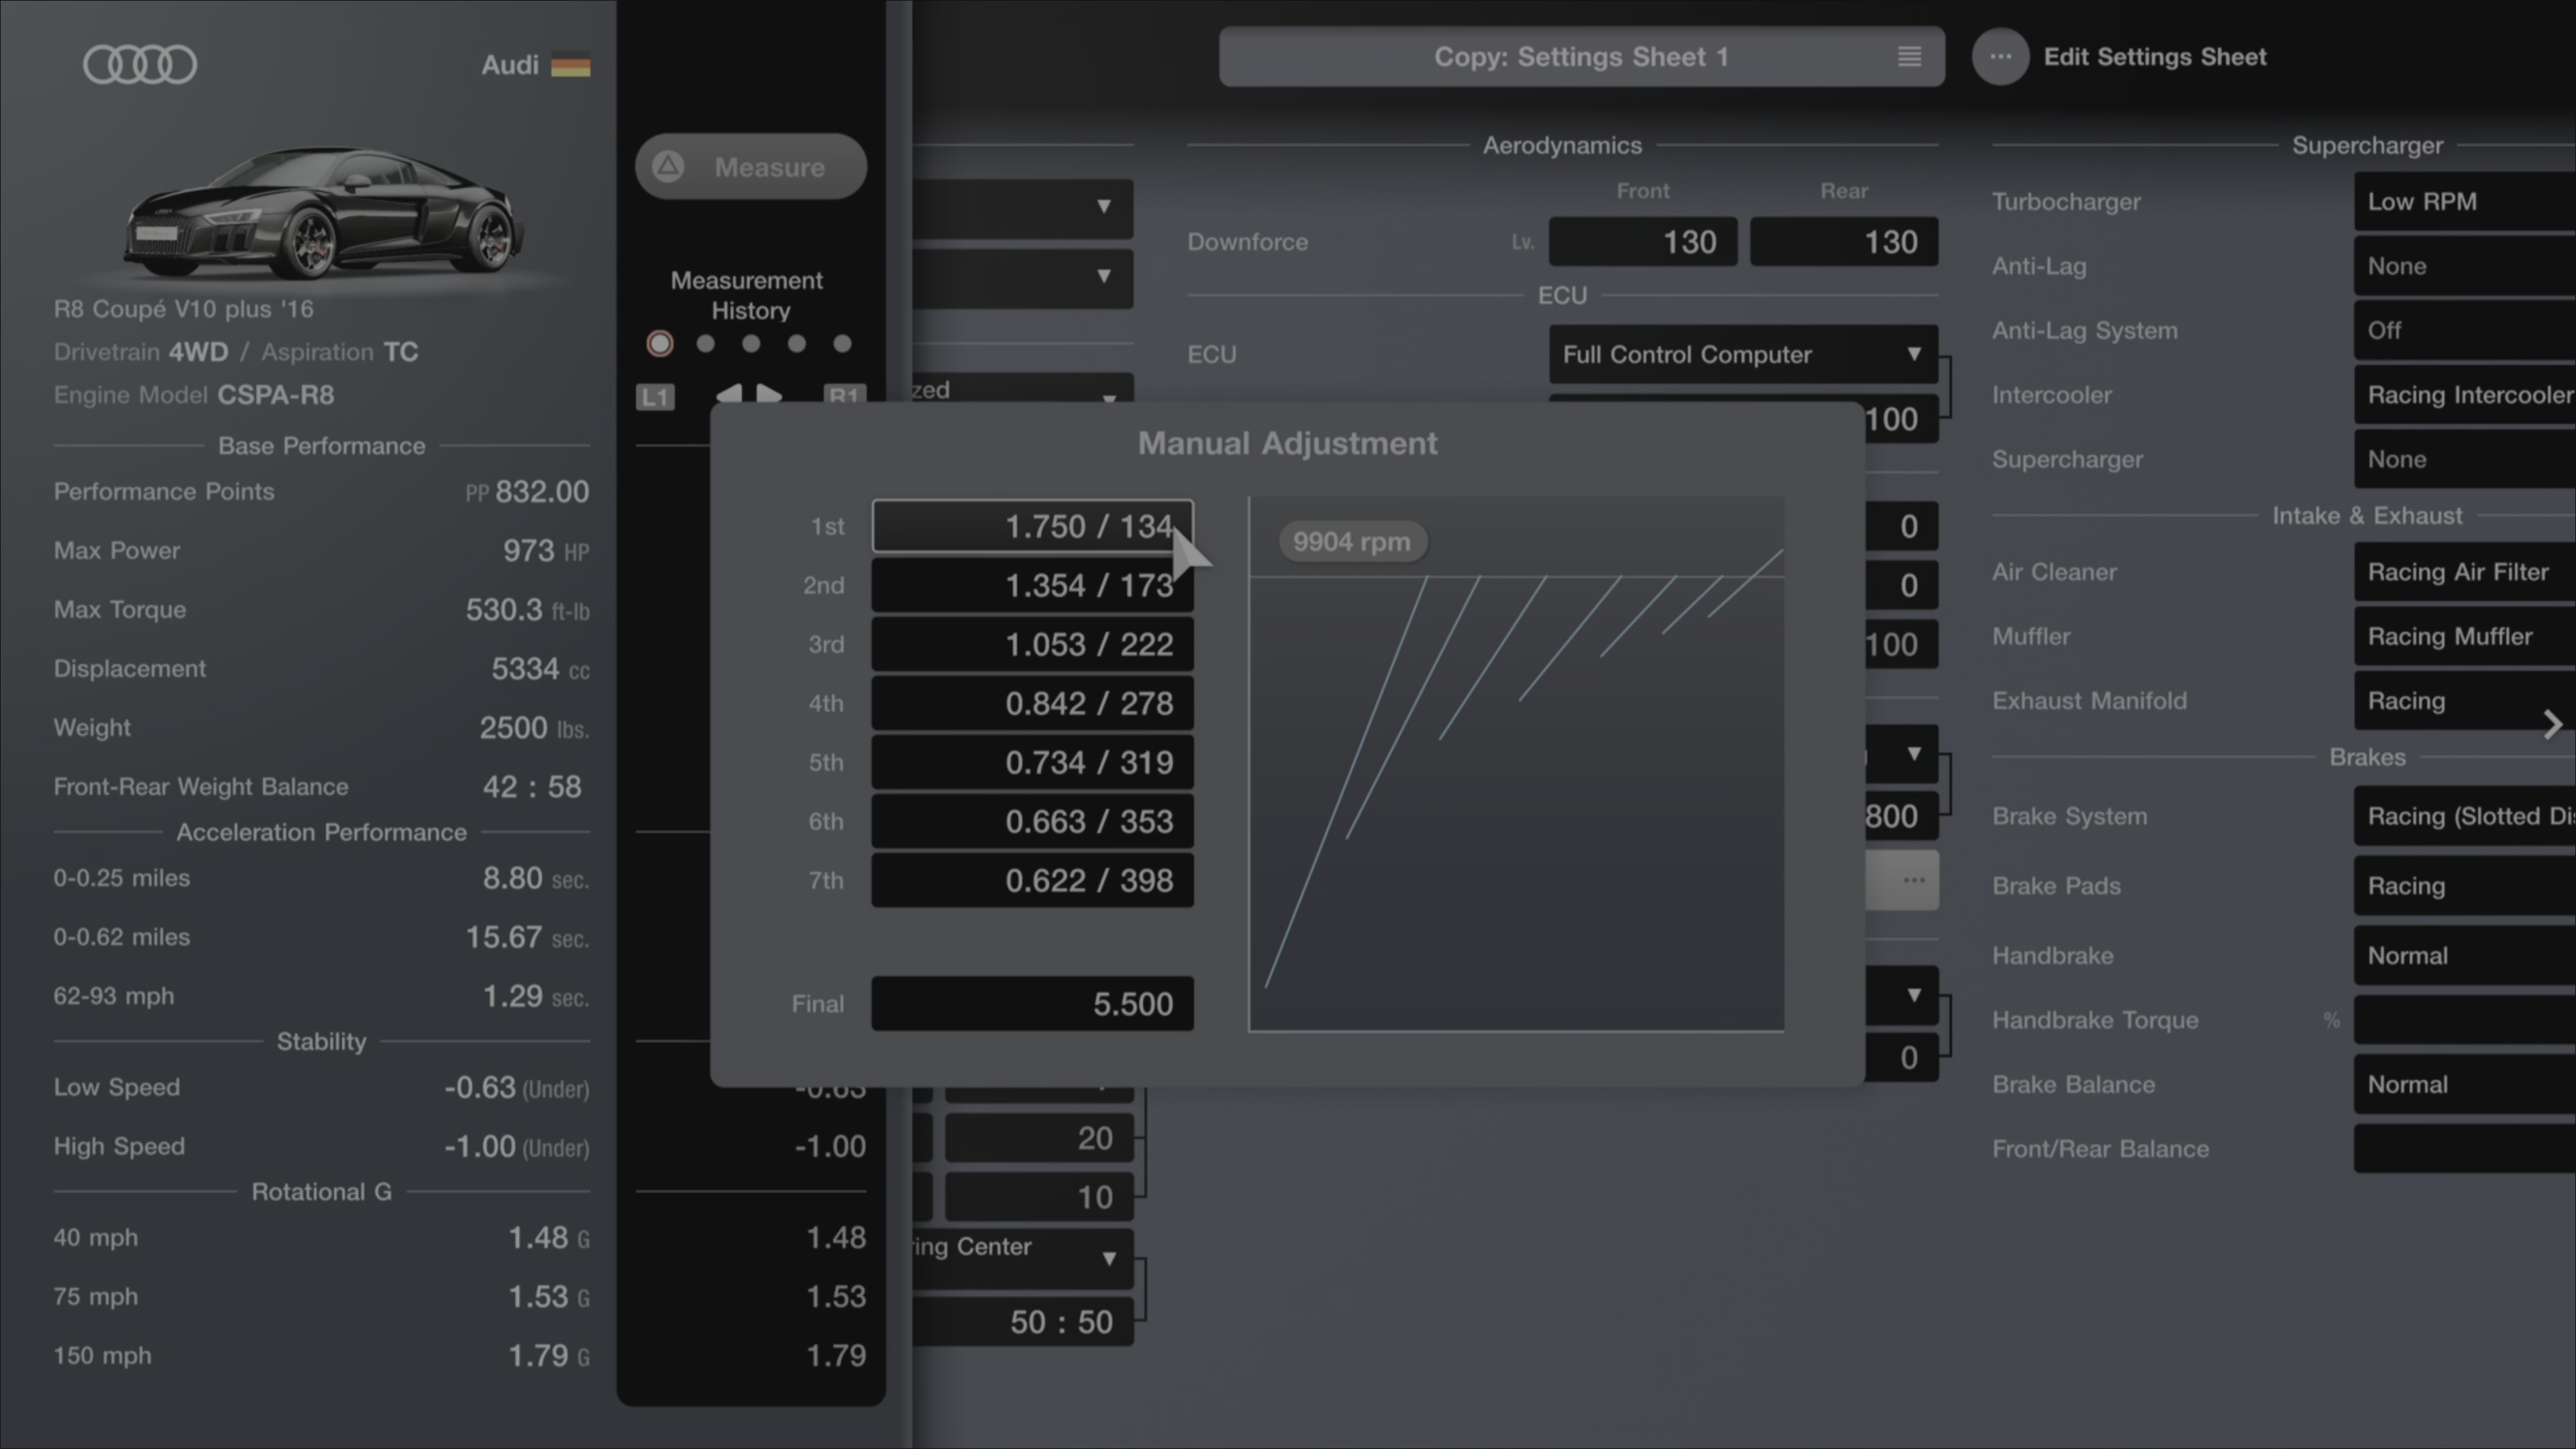 Audi
R8 Coupé V10 plus '16
Drivetrain 4WD / Aspiration TC
Engine Model CSPA-R8
Base Performance
Performance Points PP 832.00
Max Power 973 HP
Max Torque 530.3 ft-lb
Displacement 5334 cc
Weight 2500 lbs.
Front-Rear Weight Balance 42 : 58
Acceleration Performance
0-0.25 miles 8.80 sec.
0-0.62 miles 15.67 sec.
62-93 mph 1.29 sec.
Stability
Low Speed -0.63 (Under)
High Speed -1.00 (Under)
Rotational G
40 mph 1.48 G
75 mph 1.53 G
150 mph 1.79 G
Measure
Measurement
History
L1 R1
-0.63
-1.00
1.48
1.53
1.79
Copy: Settings Sheet 1
Edit Settings Sheet
zed
20
10
ring Center
50 : 50
Aerodynamics
Front Rear
Downforce Lv. 130 130
ECU
ECU Full Control Computer
100
0
0
100
800
0
Manual Adjustment
1st 1.750 / 134
2nd 1.354 / 173
3rd 1.053 / 222
4th 0.842 / 278
5th 0.734 / 319
6th 0.663 / 353
7th 0.622 / 398
Final 5.500
9904 rpm
Supercharger
Turbocharger Low RPM
Anti-Lag None
Anti-Lag System Off
Intercooler Racing Intercooler
Supercharger None
Intake & Exhaust
Air Cleaner Racing Air Filter
Muffler Racing Muffler
Exhaust Manifold Racing
Brakes
Brake System Racing (Slotted Di
Brake Pads Racing
Handbrake Normal
Handbrake Torque %
Brake Balance Normal
Front/Rear Balance